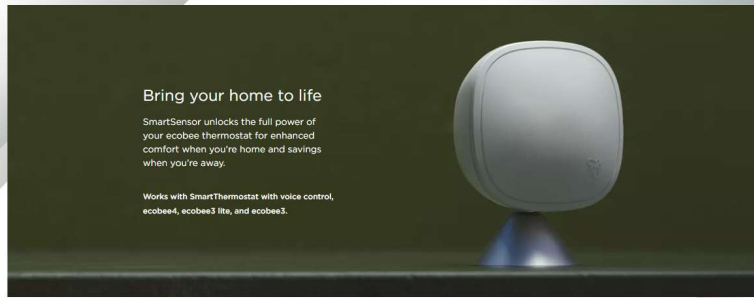 Bring your home to life
SmartSensor unlocks the full power of
your ecobee thermostat for enhanced
comfort when you're home and savings
when you're away.
Works with SmartThermostat with voice control,
ecobee4, ecobee3 lite, and ecobee3.